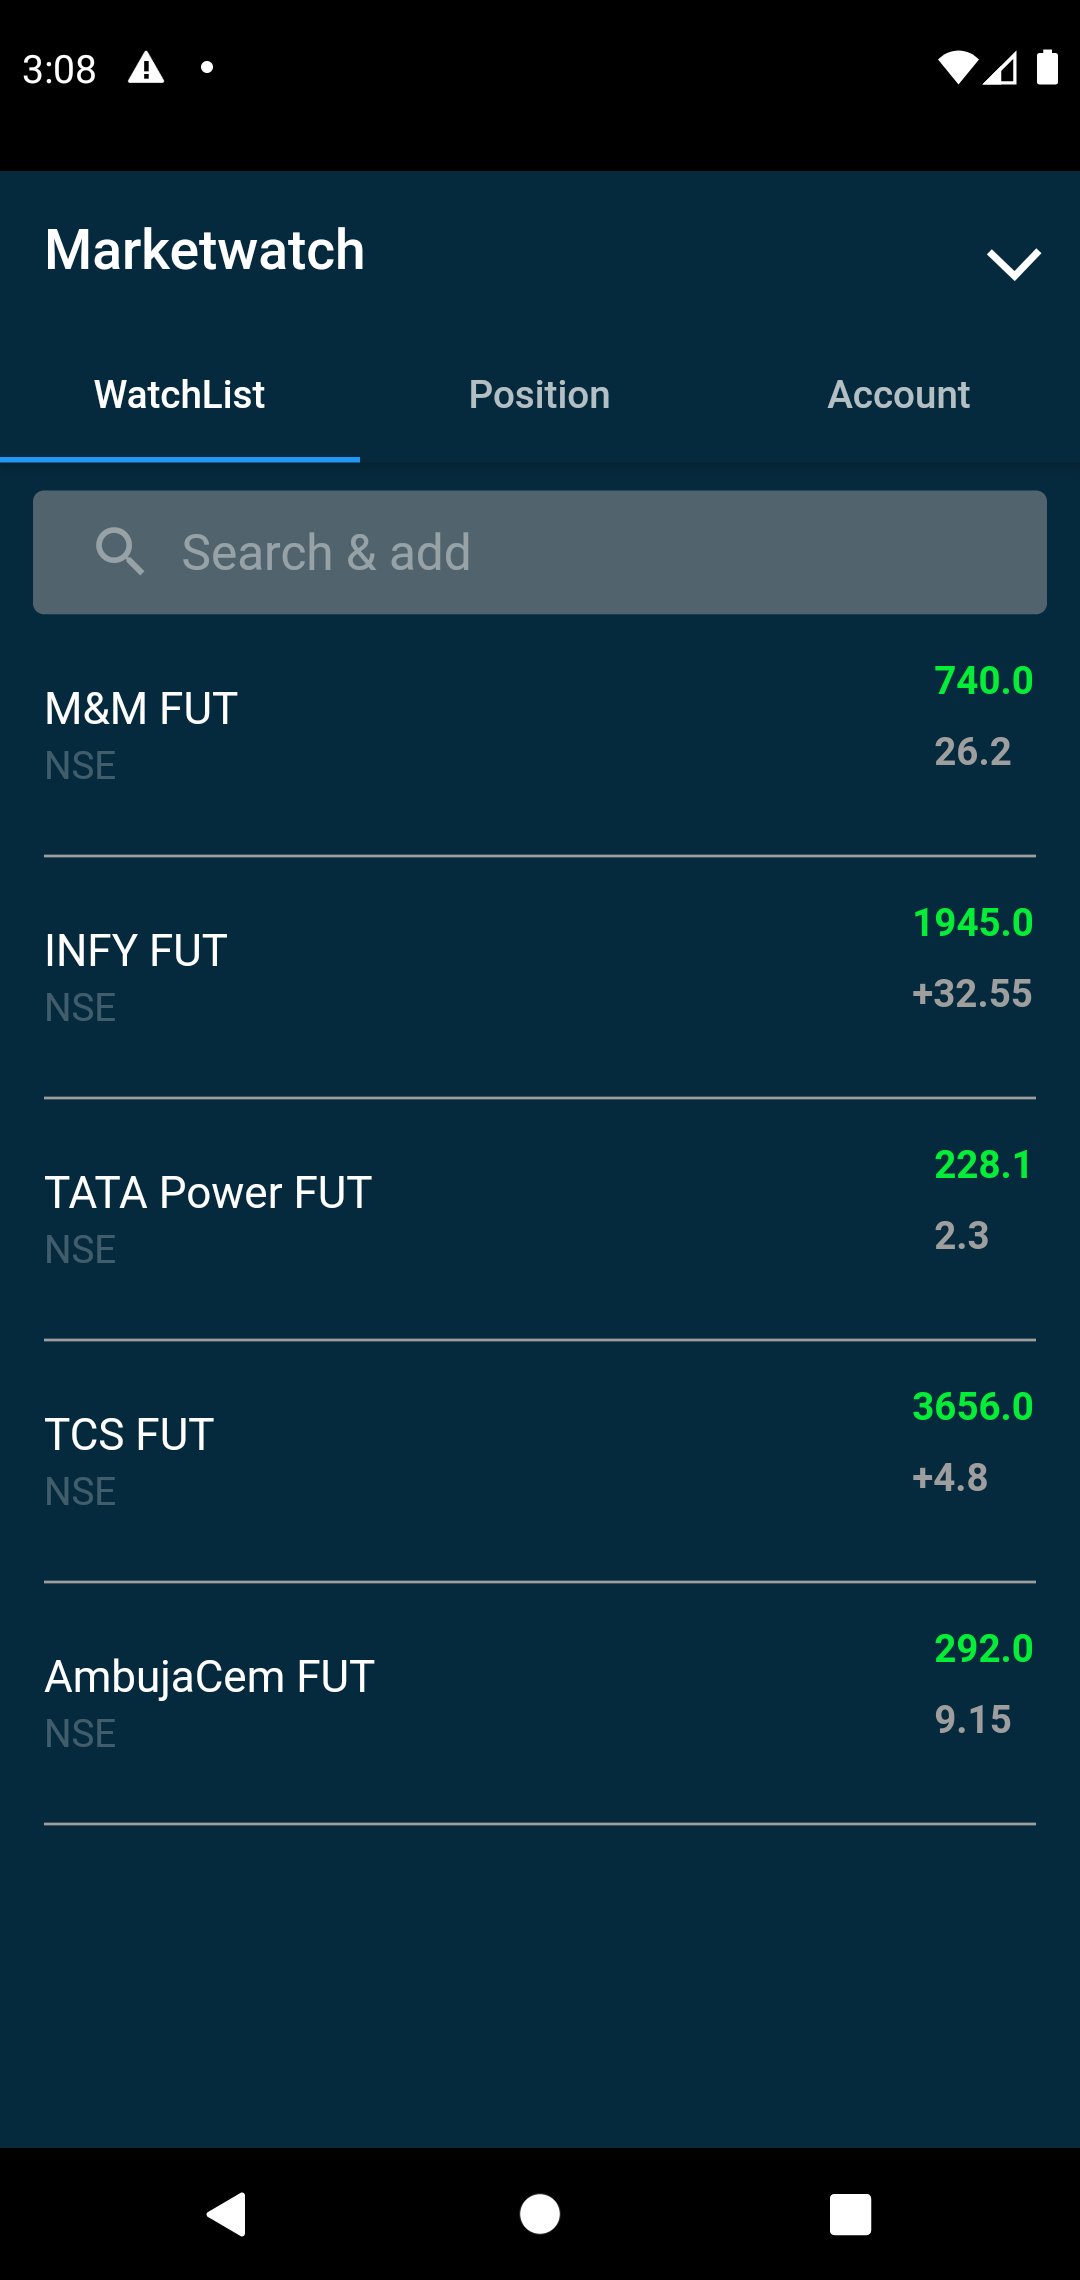 3:08
Marketwatch
WatchList Position Account
Search & add
M&M FUT 740.0
NSE 26.2
INFY FUT 1945.0
NSE +32.55
TATA Power FUT 228.1
NSE 2.3
TCS FUT 3656.0
NSE +4.8
AmbujaCem FUT 292.0
NSE 9.15